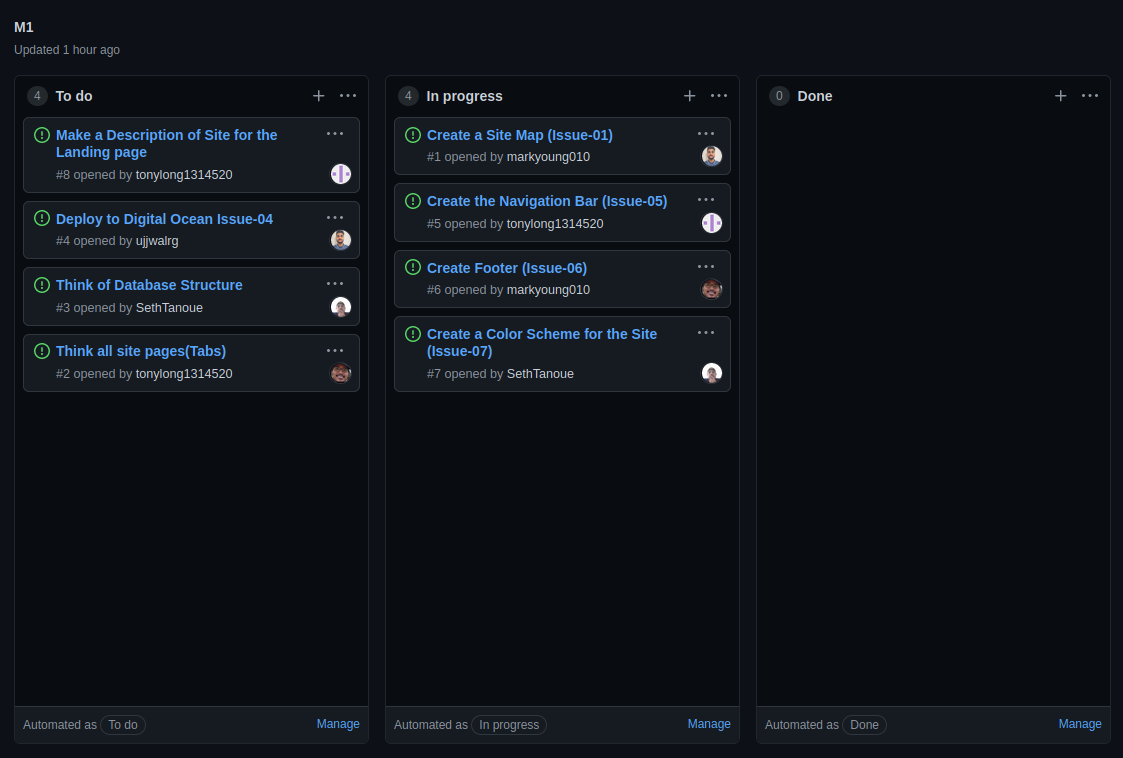 M1
Updated 1 hour ago
4 To do
Make a Description of Site for the
Landing page
#8 opened by tonylong1314520
Deploy to Digital Ocean Issue-04
#4 opened by ujjwalrg
Think of Database Structure
#3 opened by SethTanoue
Think all site pages(Tabs)
#2 opened by tonylong1314520
Automated as To do Manage
4 In progress
Create a Site Map (Issue-01)
#1 opened by markyoung010
Create the Navigation Bar (Issue-05)
#5 opened by tonylong1314520
Create Footer (Issue-06)
#6 opened by markyoung010
Create a Color Scheme for the Site
(Issue-07)
#7 opened by SethTanoue
Automated as In progress Manage
0 Done
Automated as Done Manage